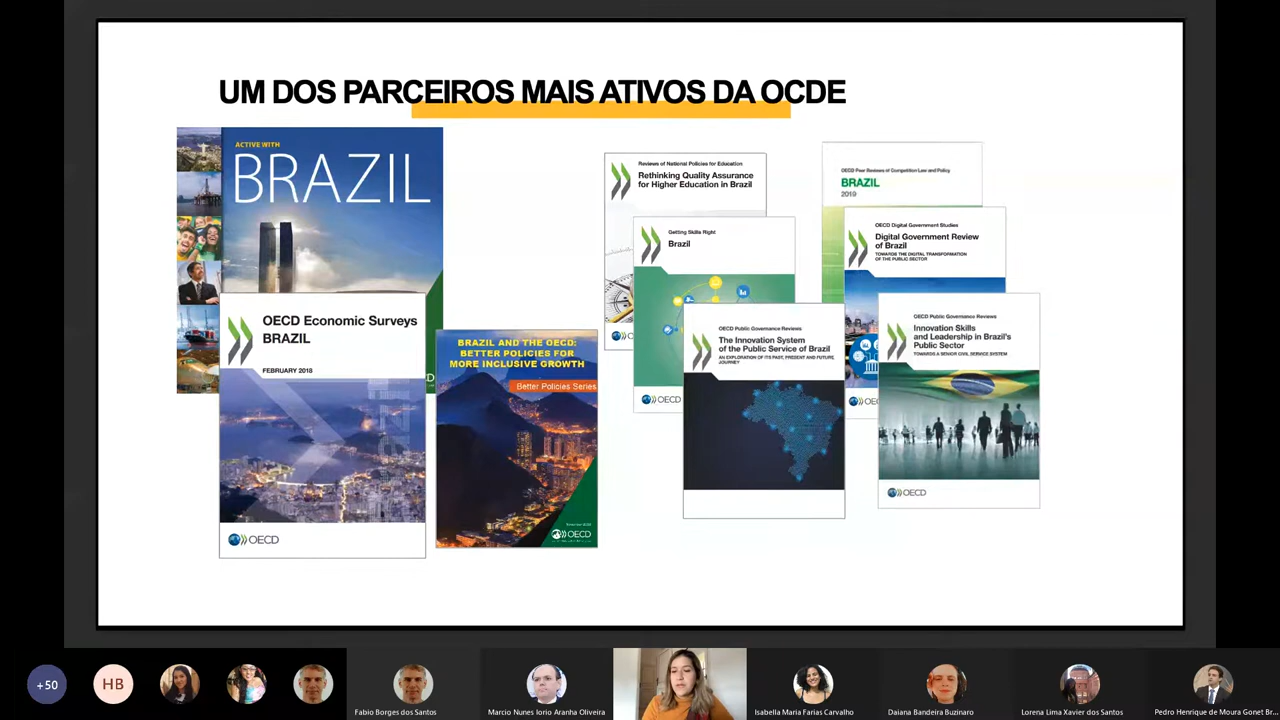 UM DOS PARCEIROS MAIS ATIVOS DA OCDE
ACTIVE WITH
BRAZIL
OECD Economic Surveys
BRAZIL
FEBRUARY 2018
OECD
BRAZIL AND THE OECD:
BETTER POLICIES FOR
MORE INCLUSIVE GROWTH
Better Policies Series
OECD
Reviews of National Policies for Education
Rethinking Quality Assurance
for Higher Education in Brazil
Getting Skills Right
Brazil
OECD
OECD Public Governance Reviews
The Innovation System
of the Public Service of Brazil
AN EXPLORATION OF ITS PAST, PRESENT AND FUTURE
JOURNEY
OECD Peer Reviews of Competition Law and Policy
BRAZIL
2019
OECD Digital Government Studies
Digital Government Review
of Brazil
TOWARDS THE DIGITAL TRANSFORMATION
OF THE PUBLIC SECTOR
OECD Public Governance Reviews
Innovation Skills
and Leadership in Brazil's
Public Sector
TOWARDS A SENIOR CIVIL SERVICE SYSTEM
OECD
+50
HB
Fabio Borges dos Santos
Marcio Nunes Iorio Aranha Oliveira
Isabella Maria Farias Carvalho
Daiana Bandeira Buzinaro
Lorena Lima Xavier dos Santos
Pedro Henrique de Moura Gonet Br...